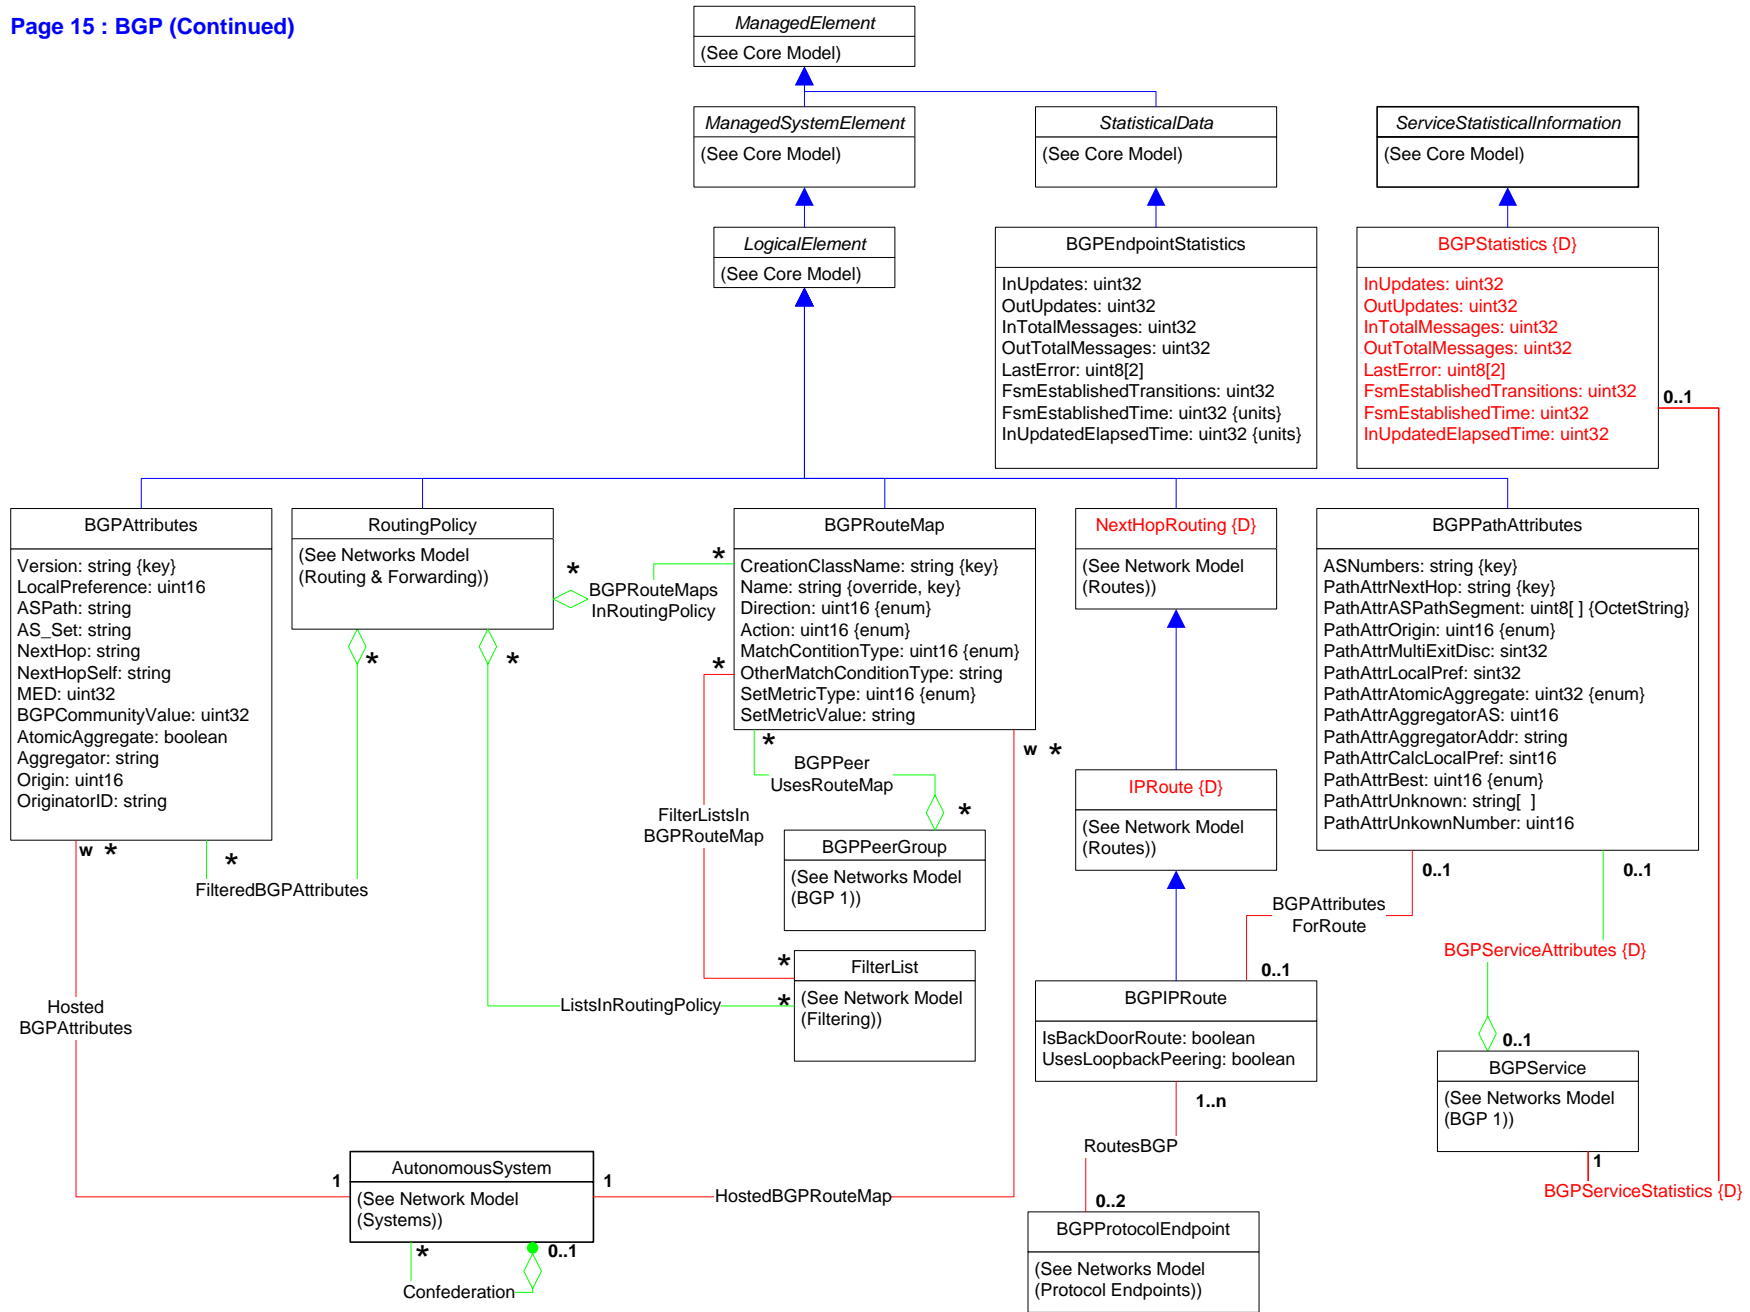 Page 15 : BGP (Continued)
ManagedElement
(See Core Model)
ManagedSystemElement
(See Core Model)
StatisticalData
(See Core Model)
ServiceStatisticalInformation
(See Core Model)
LogicalElement
(See Core Model)
BGPEndpointStatistics
InUpdates: uint32
OutUpdates: uint32
InTotalMessages: uint32
OutTotalMessages: uint32
LastError: uint8[2]
FsmEstablishedTransitions: uint32
FsmEstablishedTime: uint32 {units}
InUpdatedElapsedTime: uint32 {units}
BGPStatistics {D}
InUpdates: uint32
OutUpdates: uint32
InTotalMessages: uint32
OutTotalMessages: uint32
LastError: uint8[2]
FsmEstablishedTransitions: uint32
FsmEstablishedTime: uint32
InUpdatedElapsedTime: uint32
0..1
BGPAttributes
Version: string {key}
LocalPreference: uint16
ASPath: string
AS_Set: string
NextHop: string
NextHopSelf: string
MED: uint32
BGPCommunityValue: uint32
AtomicAggregate: boolean
Aggregator: string
Origin: uint16
OriginatorID: string
w *
*
RoutingPolicy
(See Networks Model
(Routing & Forwarding))
*
*
*
BGPRouteMaps
InRoutingPolicy
*
BGPRouteMap
CreationClassName: string {key}
Name: string {override, key}
Direction: uint16 {enum}
Action: uint16 {enum}
MatchContitionType: uint16 {enum}
OtherMatchConditionType: string
SetMetricType: uint16 {enum}
SetMetricValue: string
*
*
w *
NextHopRouting {D}
(See Network Model
(Routes))
BGPPathAttributes
ASNumbers: string {key}
PathAttrNextHop: string {key}
PathAttrASPathSegment: uint8[ ] {OctetString}
PathAttrOrigin: uint16 {enum}
PathAttrMultiExitDisc: sint32
PathAttrLocalPref: sint32
PathAttrAtomicAggregate: uint32 {enum}
PathAttrAggregatorAS: uint16
PathAttrAggregatorAddr: string
PathAttrCalcLocalPref: sint16
PathAttrBest: uint16 {enum}
PathAttrUnknown: string[ ]
PathAttrUnkownNumber: uint16
0..1
0..1
BGPPeer
UsesRouteMap
*
FilterListsIn
BGPRouteMap
IPRoute {D}
(See Network Model
(Routes))
BGPPeerGroup
(See Networks Model
(BGP 1))
FilteredBGPAttributes
BGPAttributes
ForRoute
0..1
BGPServiceAttributes {D}
0..1
*
FilterList
(See Network Model
(Filtering))
*
ListsInRoutingPolicy
Hosted
BGPAttributes
BGPIPRoute
IsBackDoorRoute: boolean
UsesLoopbackPeering: boolean
1..n
BGPService
(See Networks Model
(BGP 1))
1
BGPServiceStatistics {D}
RoutesBGP
0..2
AutonomousSystem
(See Network Model
(Systems))
1
1
HostedBGPRouteMap
*
0..1
Confederation
BGPProtocolEndpoint
(See Networks Model
(Protocol Endpoints))